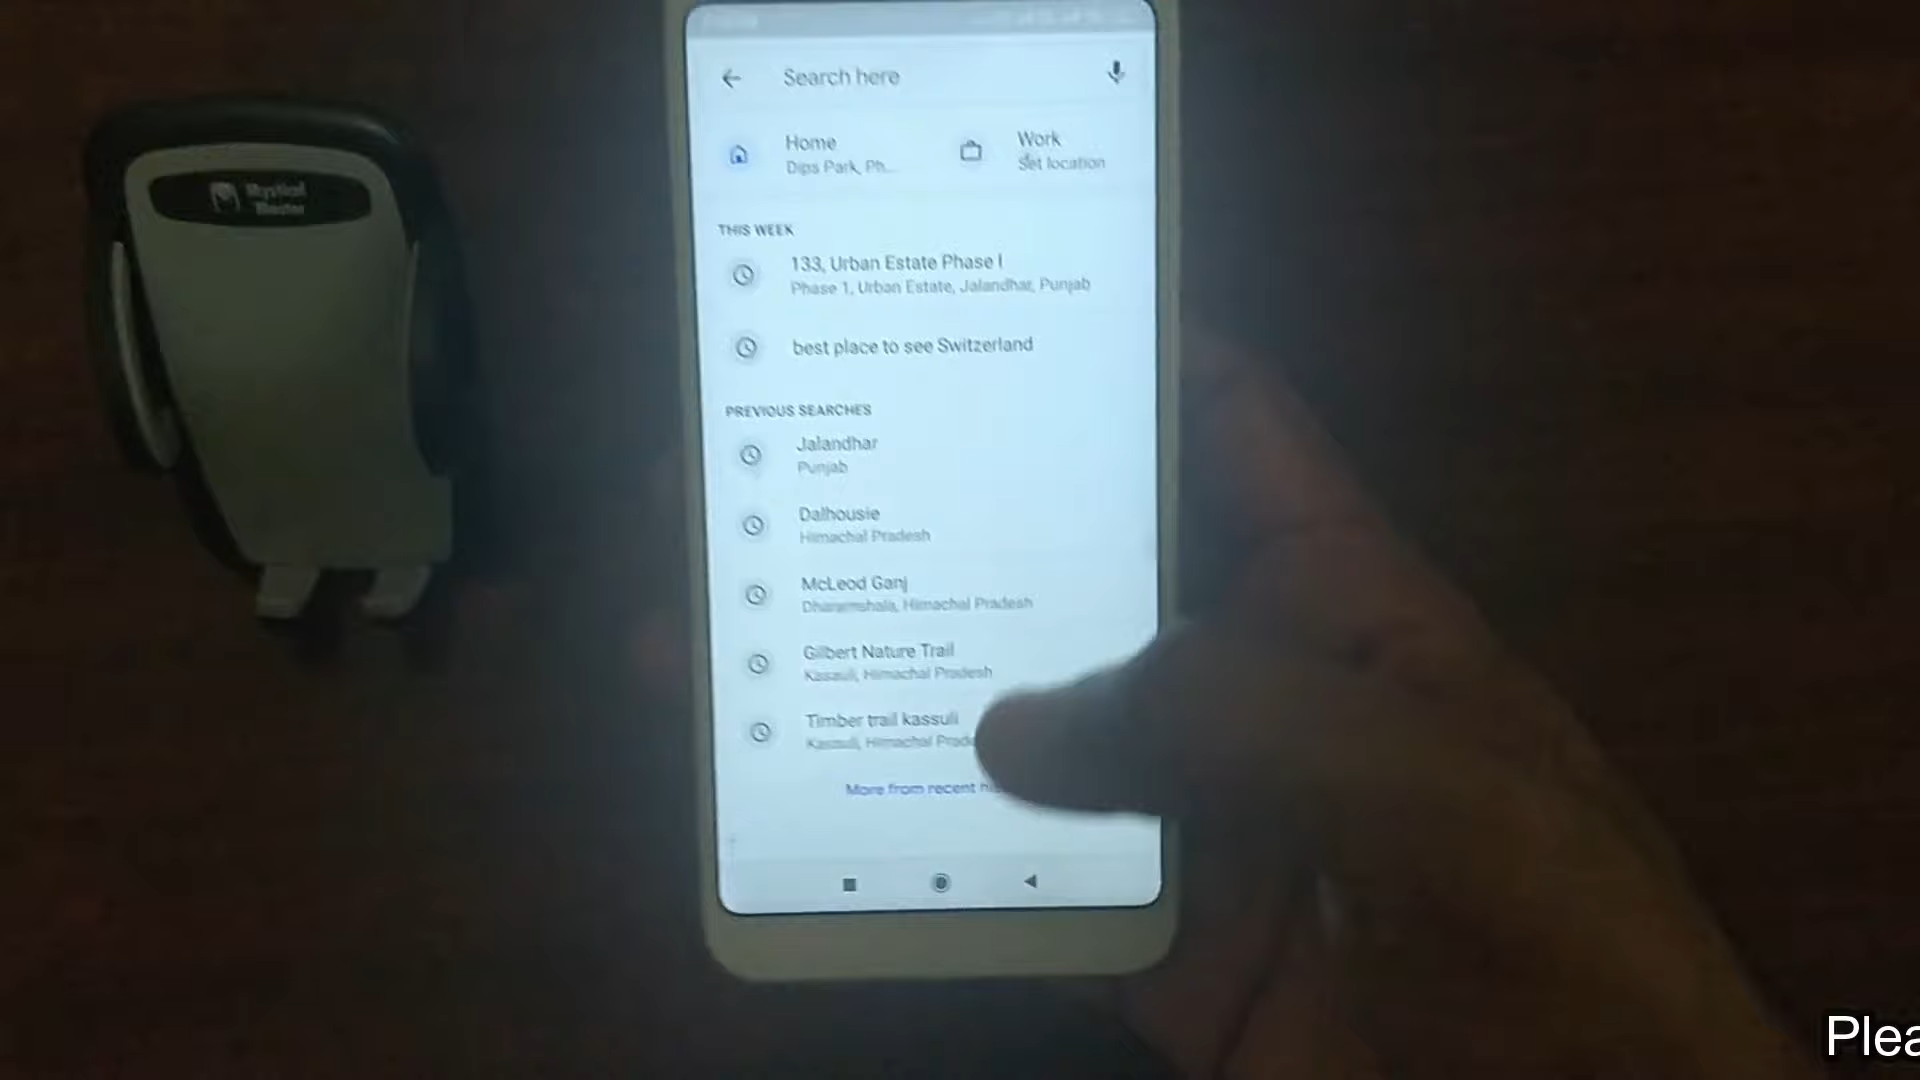 Search here
Home
Dips Park, Ph...
Work
Set location
THIS WEEK
133, Urban Estate Phase I
Phase 1, Urban Estate, Jalandhar, Punjab
best place to see Switzerland
PREVIOUS SEARCHES
Jalandhar
Punjab
Dalhousie
Himachal Pradesh
McLeod Ganj
Dharamshala, Himachal Pradesh
Gilbert Nature Trail
Kasauli, Himachal Pradesh
Timber trail kassuli
Kasauli, Himachal Prade
More from recent
Mystical
Plea